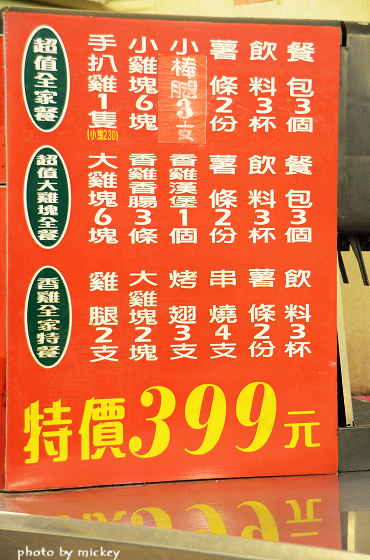 超值全家餐
手扒雞1隻
(小隻230)
小雞塊6塊
小棒腿3支
薯條2份
飲料3杯
餐包3個
超值大雞塊全餐
大雞塊6塊
香雞香腸3條
香雞漢堡1個
薯條2份
飲料3杯
餐包3個
香雞全家特餐
雞腿2支
大雞塊2塊
烤翅3支
串燒4支
薯條2份
飲料3杯
特價399元
photo by mickey